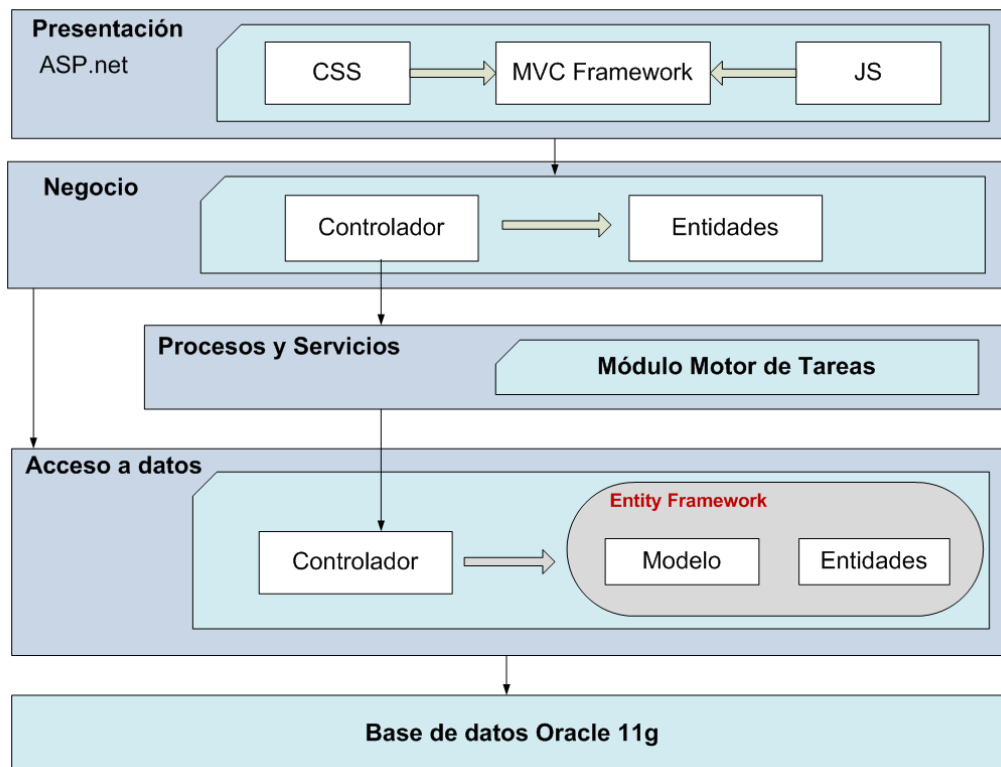 Presentación
ASP.net
CSS
MVC Framework
JS
Negocio
Controlador
Entidades
Procesos y Servicios
Módulo Motor de Tareas
Acceso a datos
Entity Framework
Controlador
Modelo
Entidades
Base de datos Oracle 11g